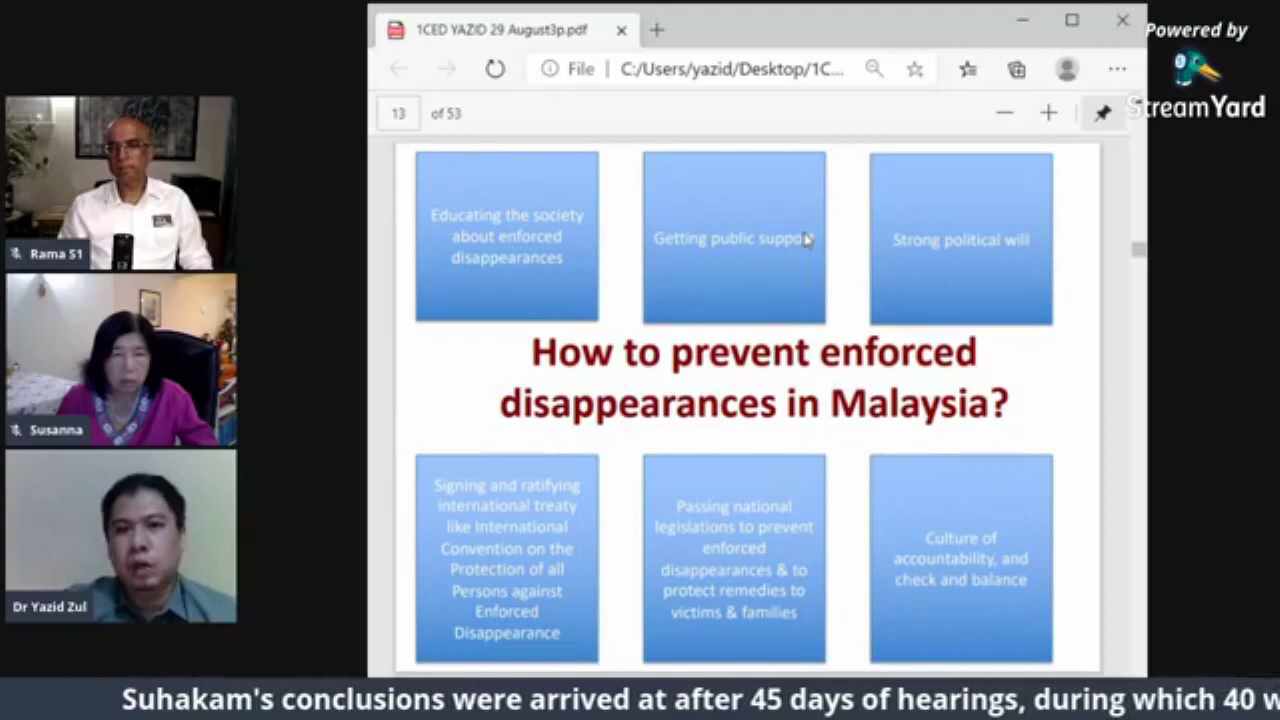 1CED YAZID 29 August3p.pdf
Powered by
StreamYard
File
C:/Users/yazid/Desktop/1C...
13 of 53
Rama S1
Susanna
Dr Yazid Zul
Educating the society
about enforced
disappearances
Getting public
Strong political will
How to prevent enforced
disappearances in Malaysia?
Signing and ratifying
international treaty
like International
Convention on the
Protection of all
Persons against
Enforced
Disappearance
Passing national
legislations to prevent
enforced
disappearances & to
protect remedies to
victims & families
Culture of
accountability, and
check and balance
Suhakam's conclusions were arrived at after 45 days of hearings, during which 40